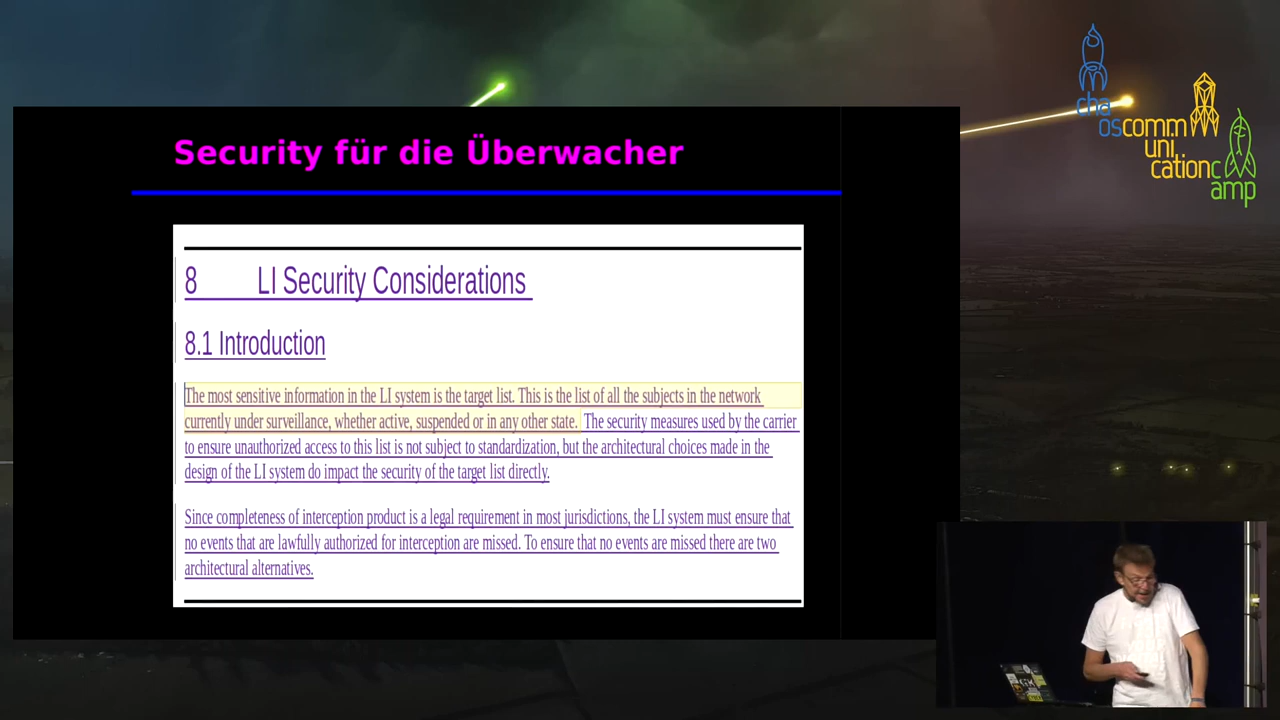 chaoscommunicationcamp
Security für die Überwacher
8 LI Security Considerations
8.1 Introduction
The most sensitive information in the LI system is the target list. This is the list of all the subjects in the network
currently under surveillance, whether active, suspended or in any other state. The security measures used by the carrier
to ensure unauthorized access to this list is not subject to standardization, but the architectural choices made in the
design of the LI system do impact the security of the target list directly.
Since completeness of interception product is a legal requirement in most jurisdictions, the LI system must ensure that
no events that are lawfully authorized for interception are missed. To ensure that no events are missed there are two
architectural alternatives.